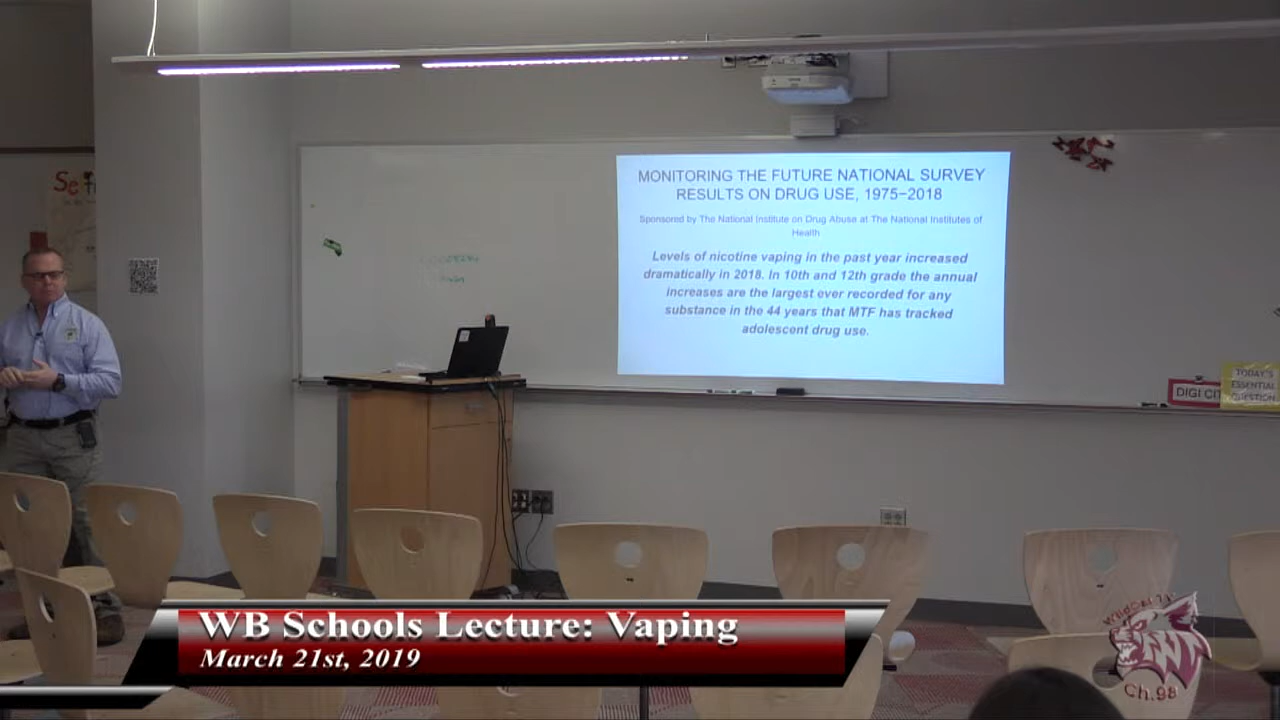 MONITORING THE FUTURE NATIONAL SURVEY
RESULTS ON DRUG USE, 1975–2018
Sponsored by The National Institute on Drug Abuse at The National Institutes of
Health
Levels of nicotine vaping in the past year increased
dramatically in 2018. In 10th and 12th grade the annual
increases are the largest ever recorded for any
substance in the 44 years that MTF has tracked
adolescent drug use.
TODAY'S
ESSENTIAL
QUESTION
DIGI CIT
WB Schools Lecture: Vaping
March 21st, 2019
Wildcat TV
Ch.98